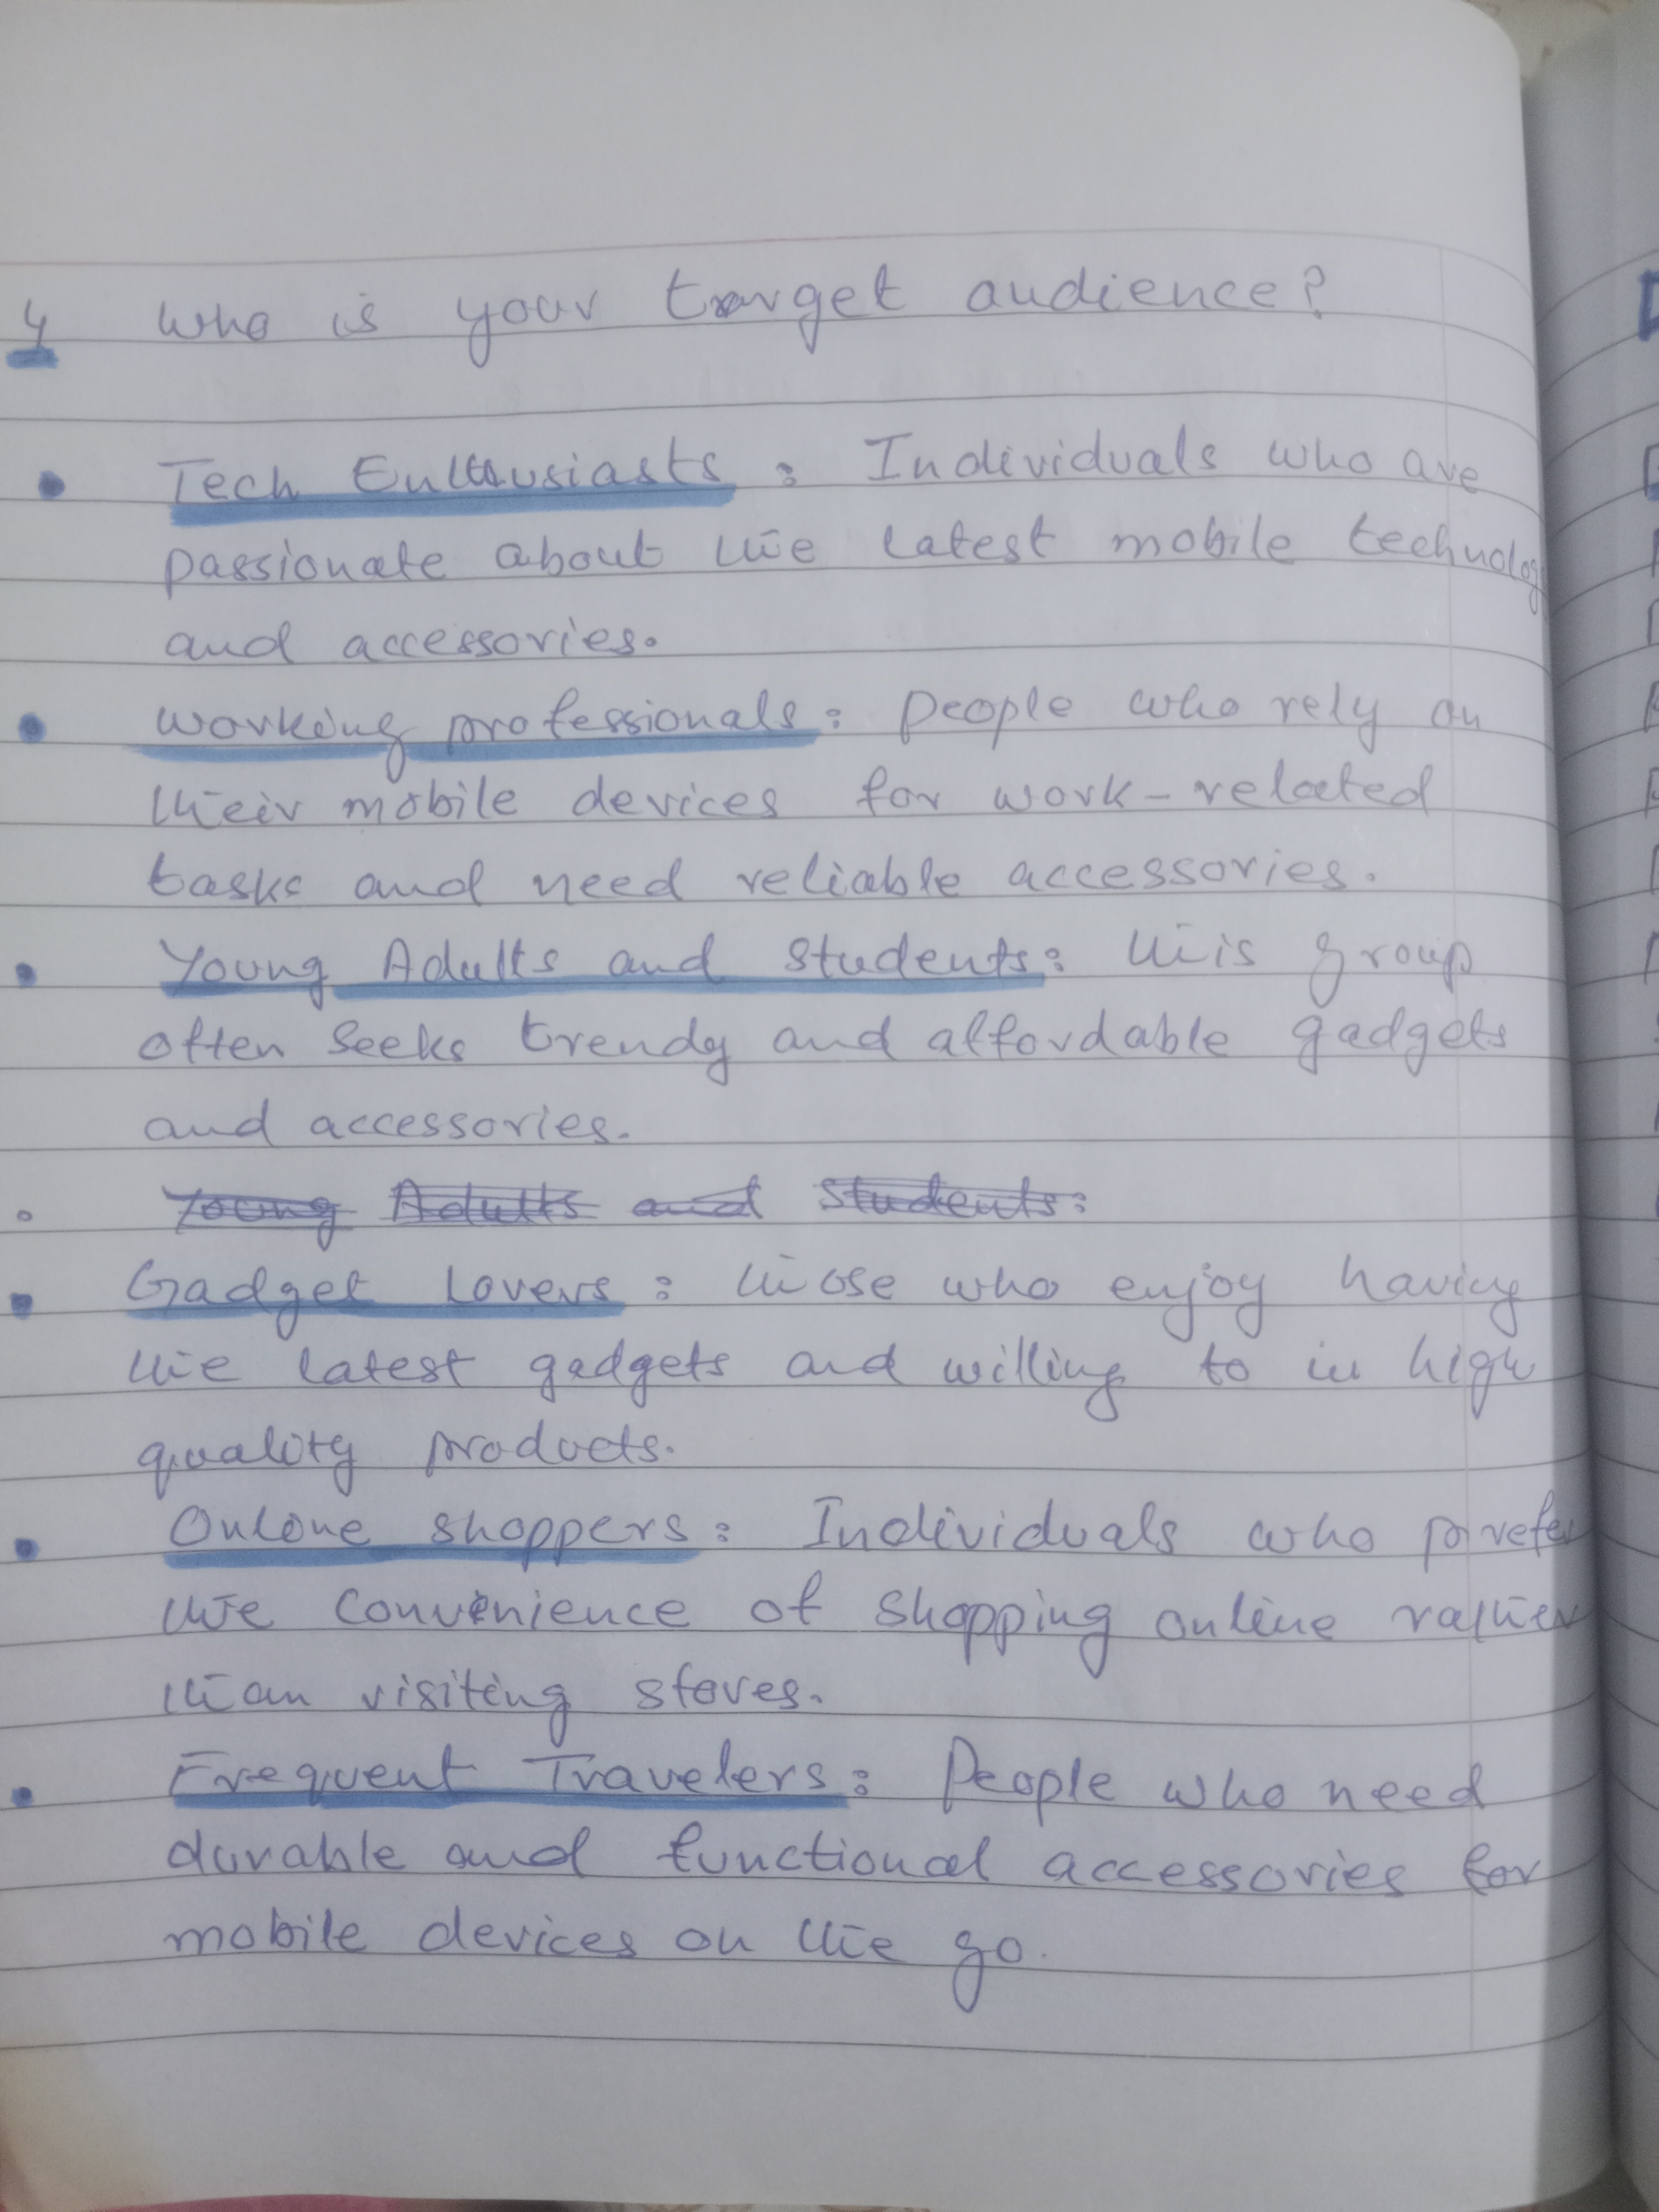 4 Who is your target audience?
• Tech Enthusiasts : Individuals who are
passionate about the latest mobile technolog
and accessories.
• Working professionals : People who rely on
their mobile devices for work-related
tasks and need reliable accessories.
• Young Adults and Students : this group
often seeks trendy and affordable gadgets
and accessories.
• Young Adults and Students :
• Gadget Lovers : those who enjoy having
the latest gadgets and willing to in high
quality products.
• Online shoppers : Individuals who prefer
the convenience of shopping online rather
than visiting stores.
• Frequent Travelers : People who need
durable and functional accessories for
mobile devices on the go.